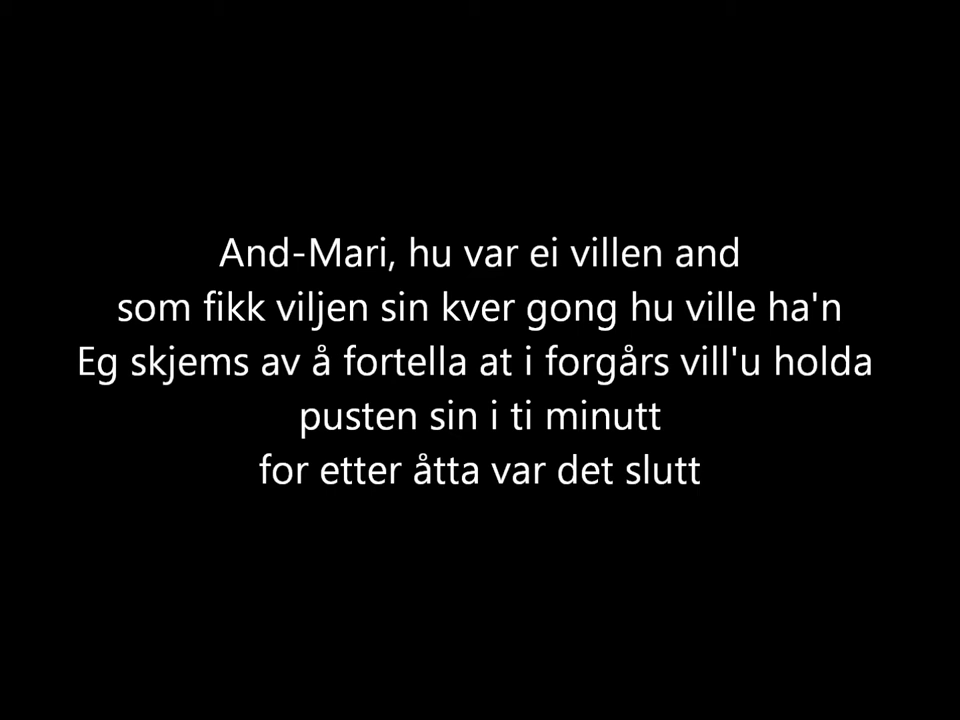 And-Mari, hu var ei villen and
som fikk viljen sin kver gong hu ville ha'n
Eg skjems av å fortella at i forgårs vill'u holda
pusten sin i ti minutt
for etter åtta var det slutt